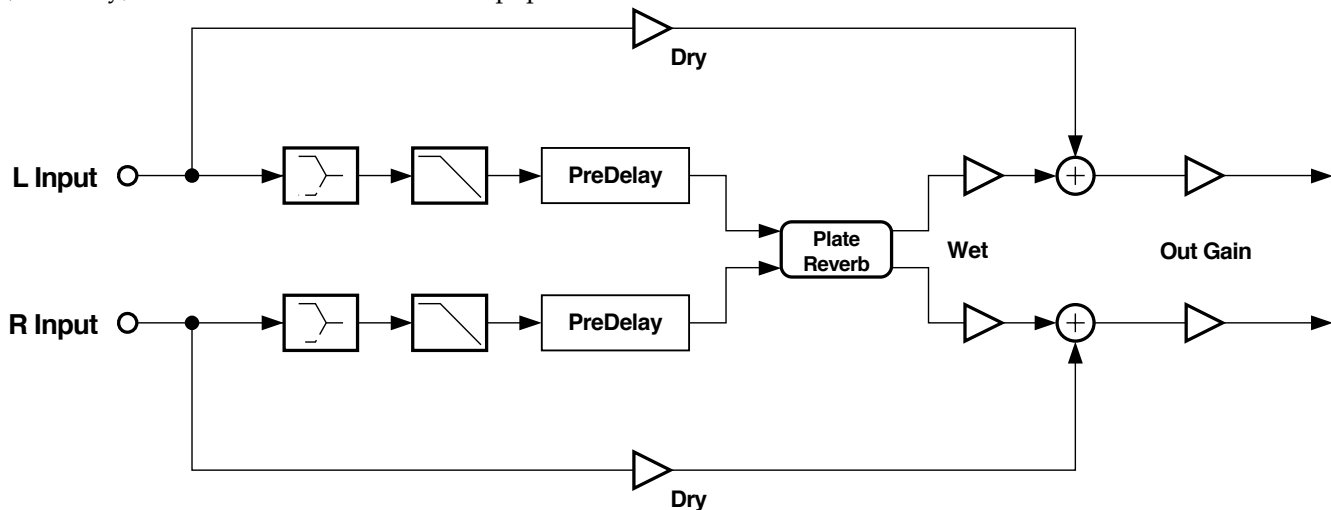 Dry
L Input
PreDelay
Plate
Reverb
Wet
Out Gain
R Input
PreDelay
Dry